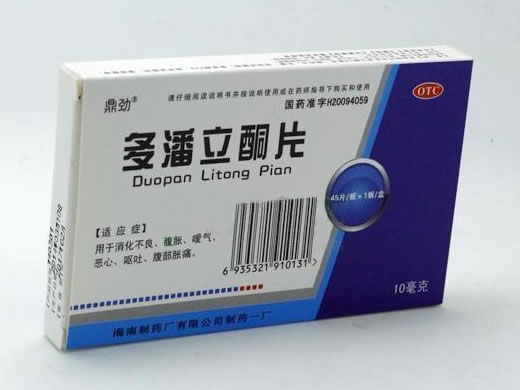 鼎劲®
请仔细阅读说明书并按说明使用或在药师指导下购买和使用
国药准字H20094059
OTC
多潘立酮片
Duopan Litong Pian
45片/板×1板/盒
【适应症】
用于消化不良、腹胀、嗳气、
恶心、呕吐、腹部胀痛。
6 935321 910131
10毫克
海南制药厂有限公司制药一厂